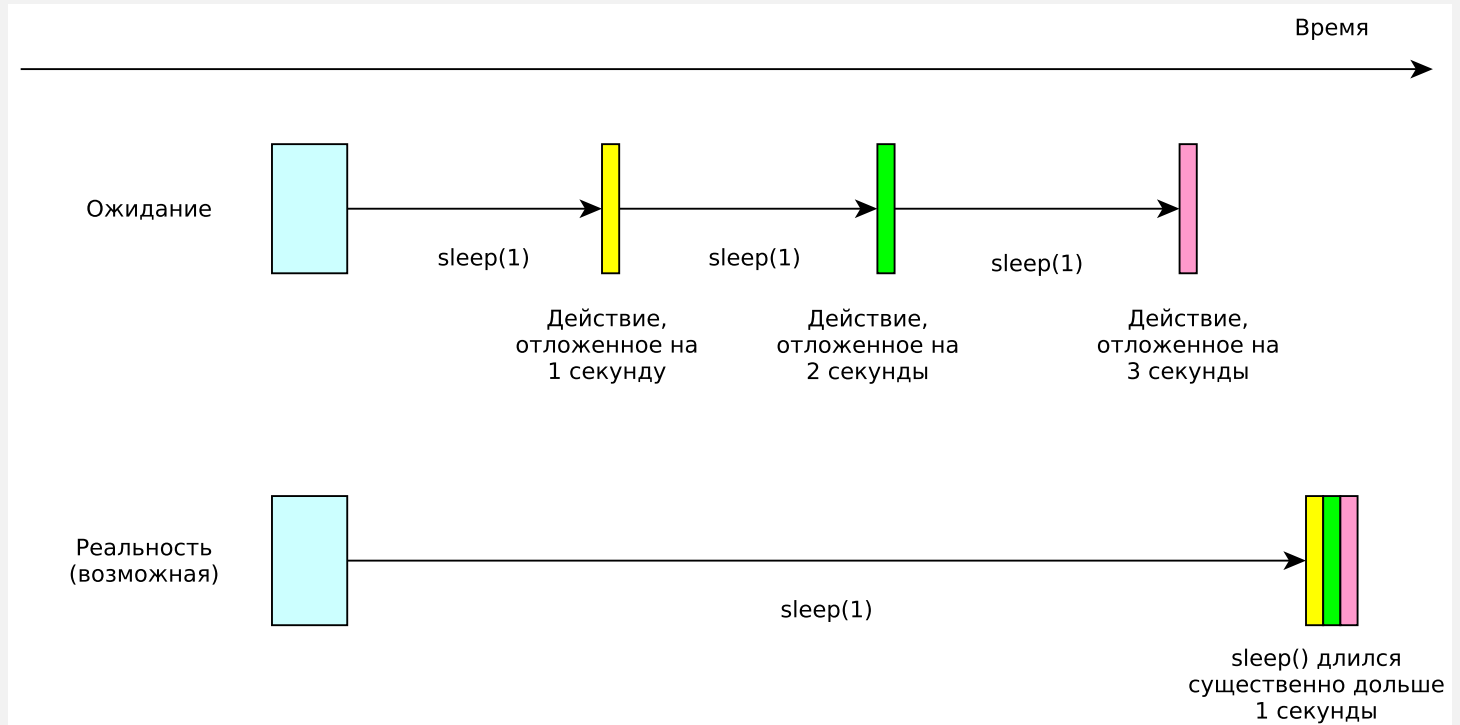 Время
Ожидание
sleep(1)
sleep(1)
sleep(1)
Действие,
отложенное на
1 секунду
Действие,
отложенное на
2 секунды
Действие,
отложенное на
3 секунды
Реальность
(возможная)
sleep(1)
sleep() длился
существенно дольше
1 секунды